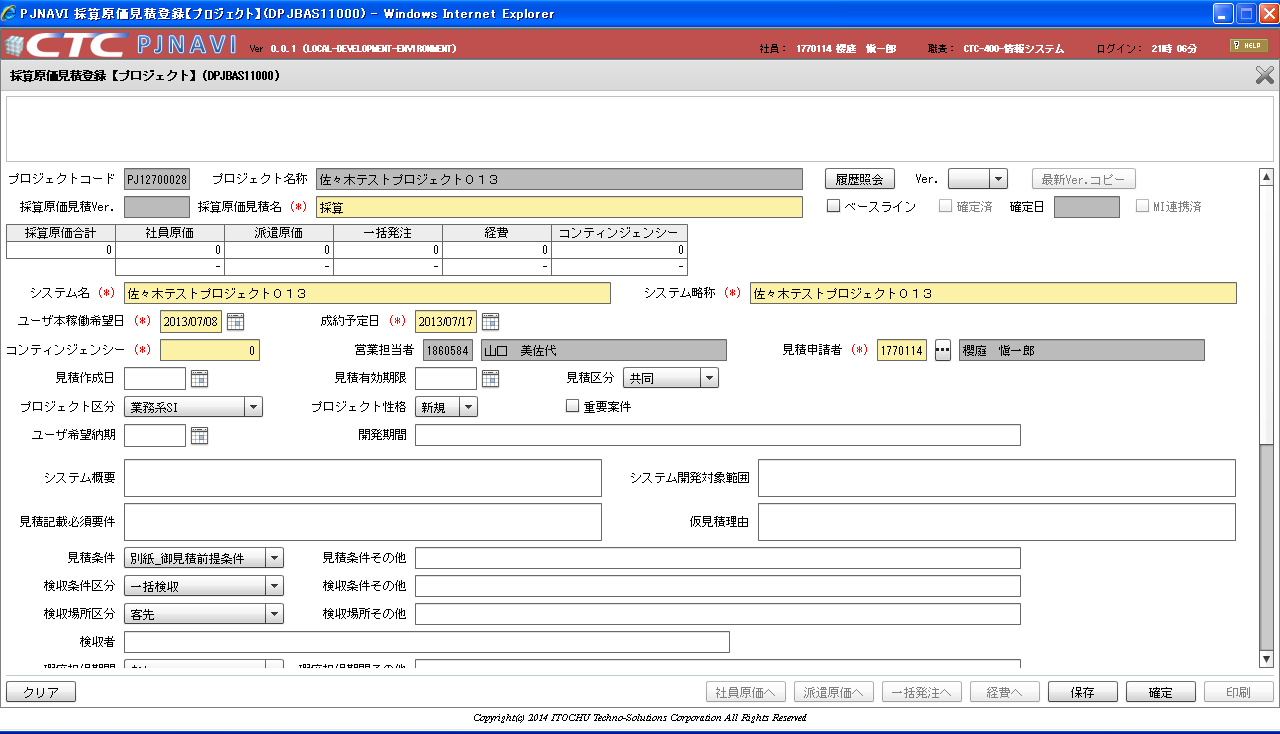 PJNAVI 採算原価見積登録【プロジェクト】(DPJBAS11000) - Windows Internet Explorer
CTC PJNAVI Ver 0.0.1 (LOCAL-DEVELOPMENT-ENVIRONMENT) 社員： 1770114 櫻庭 愼一郎 職責： CTC-400-情報システム ログイン： 21時 06分 ? HELP
採算原価見積登録【プロジェクト】(DPJBAS11000)
プロジェクトコード PJ12700028 プロジェクト名称 佐々木テストプロジェクト０１３ 履歴照会 Ver. 最新Ver.コピー
採算原価見積Ver. 採算原価見積名 (*) 採算 ベースライン 確定済 確定日 MI連携済
採算原価合計 社員原価 派遣原価 一括発注 経費 コンティンジェンシー
0 0 0 0 0 0
- - - - -
システム名 (*) 佐々木テストプロジェクト０１３ システム略称 (*) 佐々木テストプロジェクト０１３
ユーザ本稼働希望日 (*) 2013/07/08 成約予定日 (*) 2013/07/17
コンティンジェンシー (*) 0 営業担当者 1860584 山口 美佐代 見積申請者 (*) 1770114 ... 櫻庭 愼一郎
見積作成日 見積有効期限 見積区分 共同
プロジェクト区分 業務系SI プロジェクト性格 新規 重要案件
ユーザ希望納期 開発期間
システム概要 システム開発対象範囲
見積記載必須要件 仮見積理由
見積条件 別紙_御見積前提条件 見積条件その他
検収条件区分 一括検収 検収条件その他
検収場所区分 客先 検収場所その他
検収者
クリア 社員原価へ 派遣原価へ 一括発注へ 経費へ 保存 確定 印刷
Copyright(c) 2014 ITOCHU Techno-Solutions Corporation All Rights Reserved